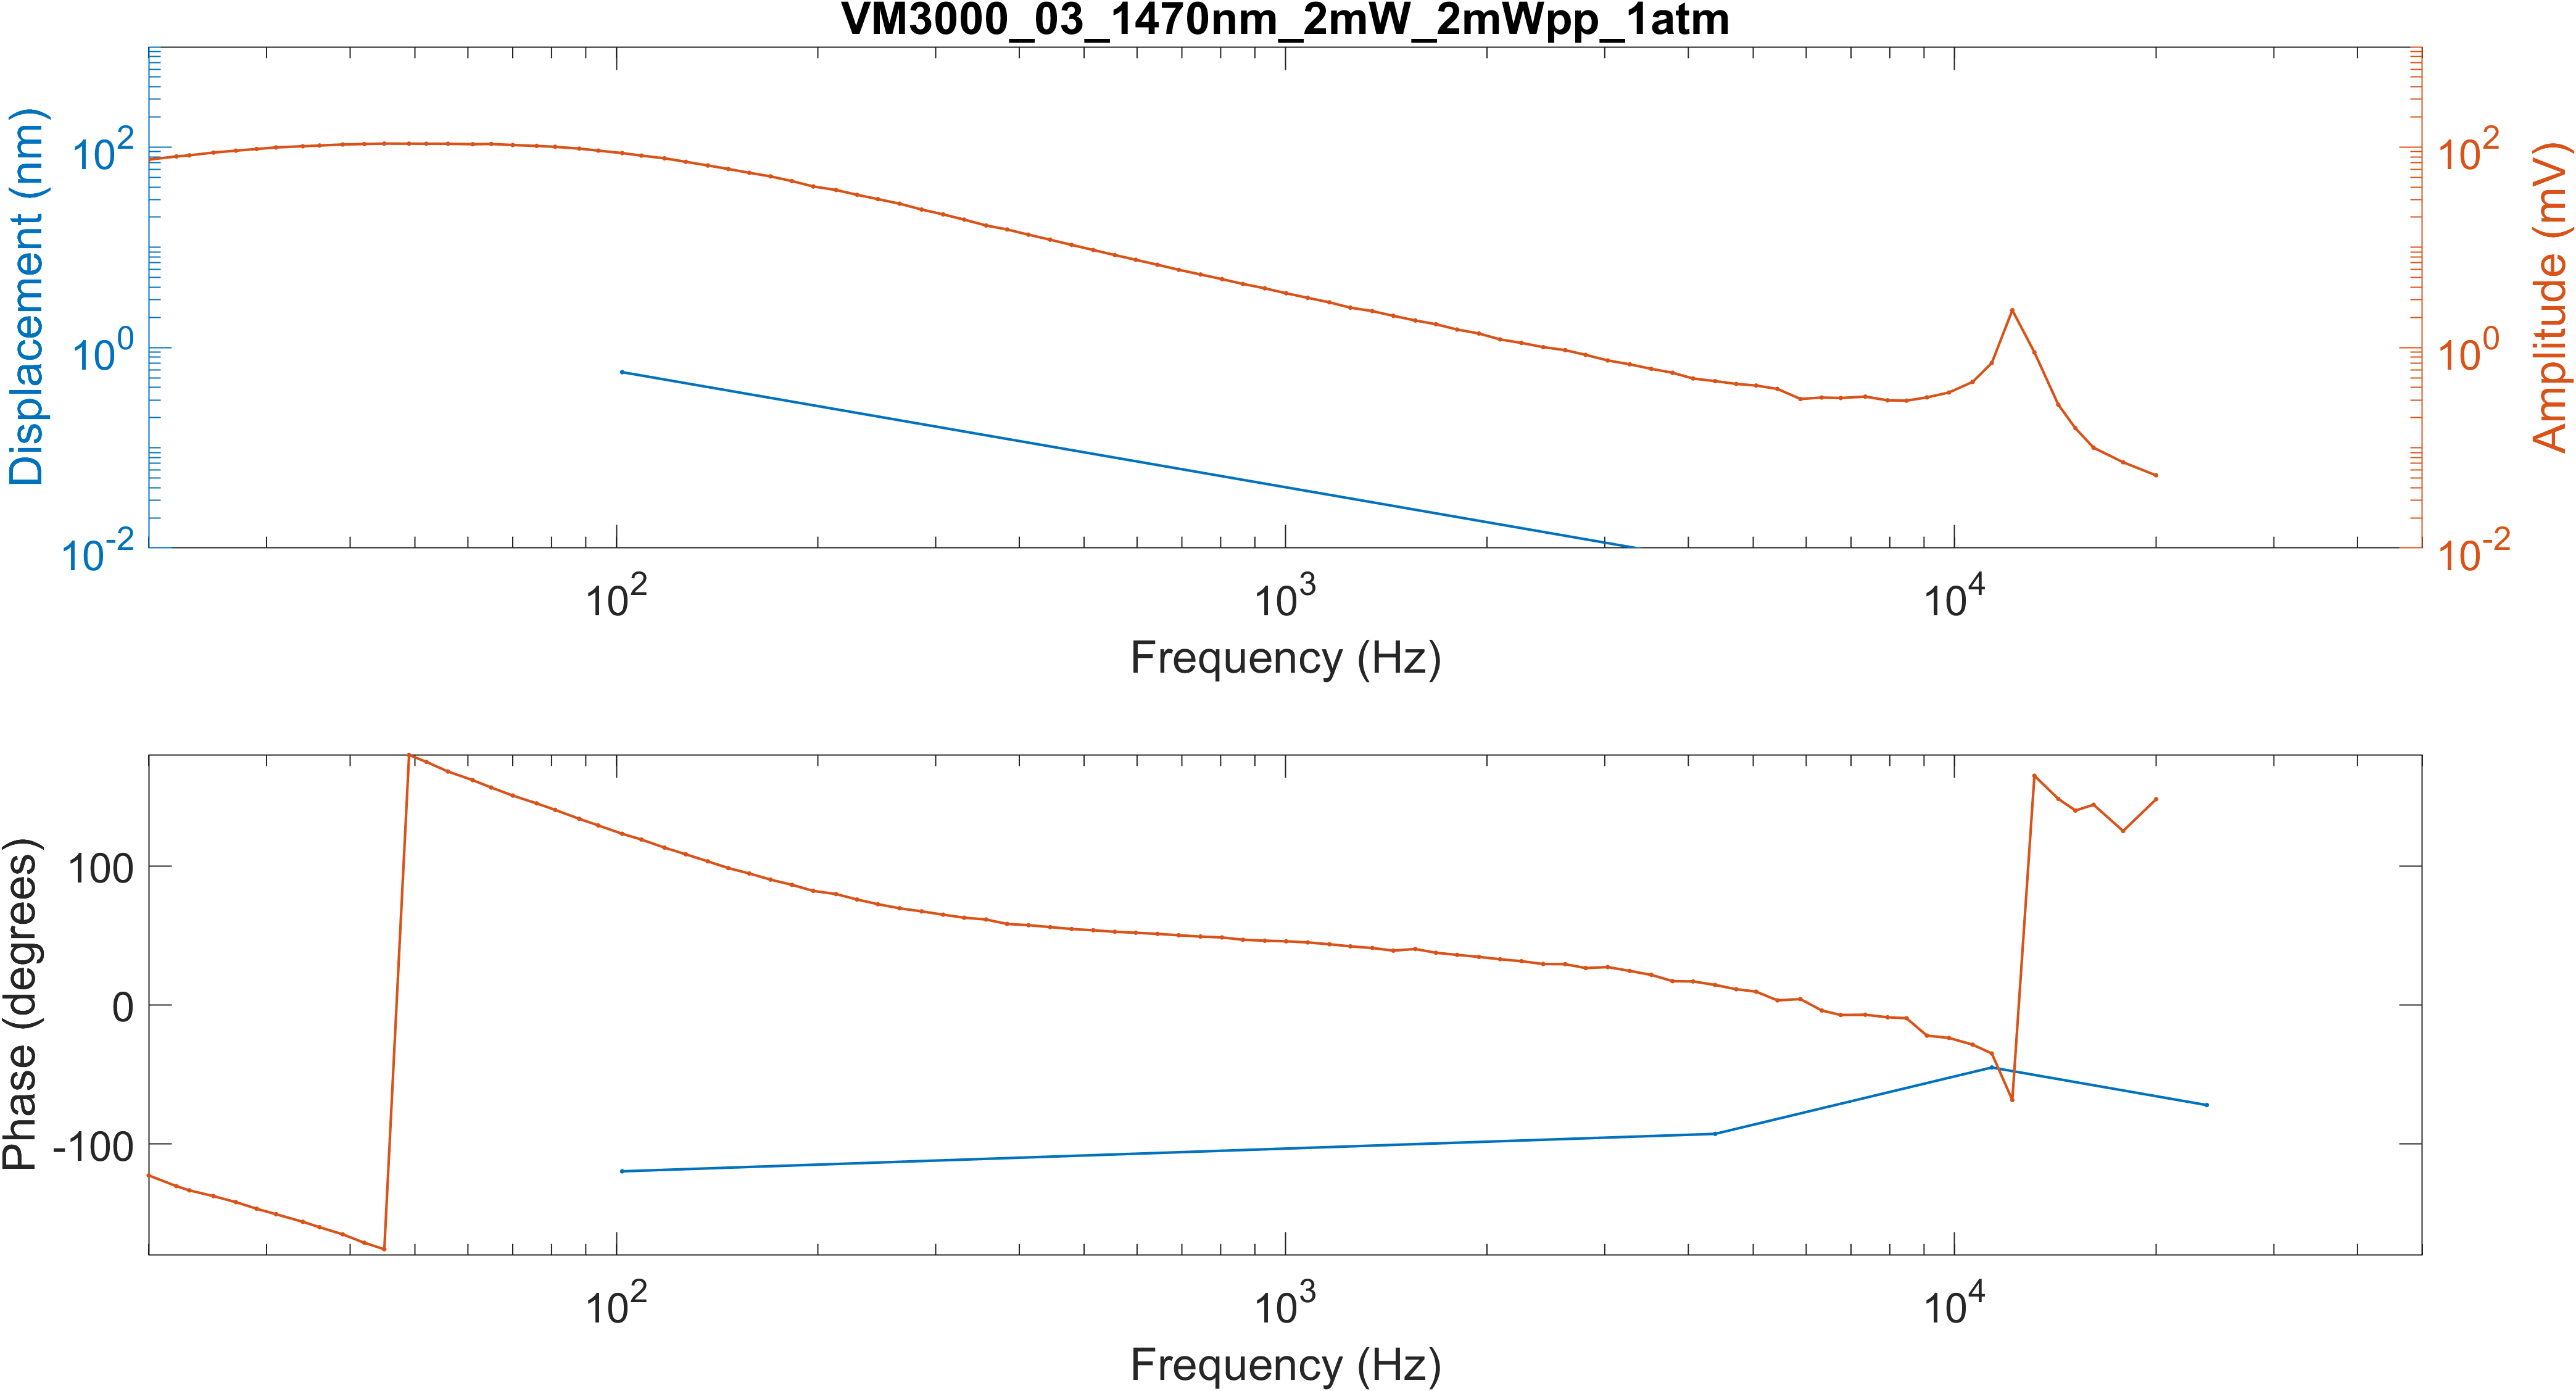 VM3000_03_1470nm_2mW_2mWpp_1atm
Displacement (nm)
10^2
10^0
10^-2
10^2
10^0
10^-2
Amplitude (mV)
10^2
10^3
10^4
Frequency (Hz)
Phase (degrees)
100
0
-100
10^2
10^3
10^4
Frequency (Hz)